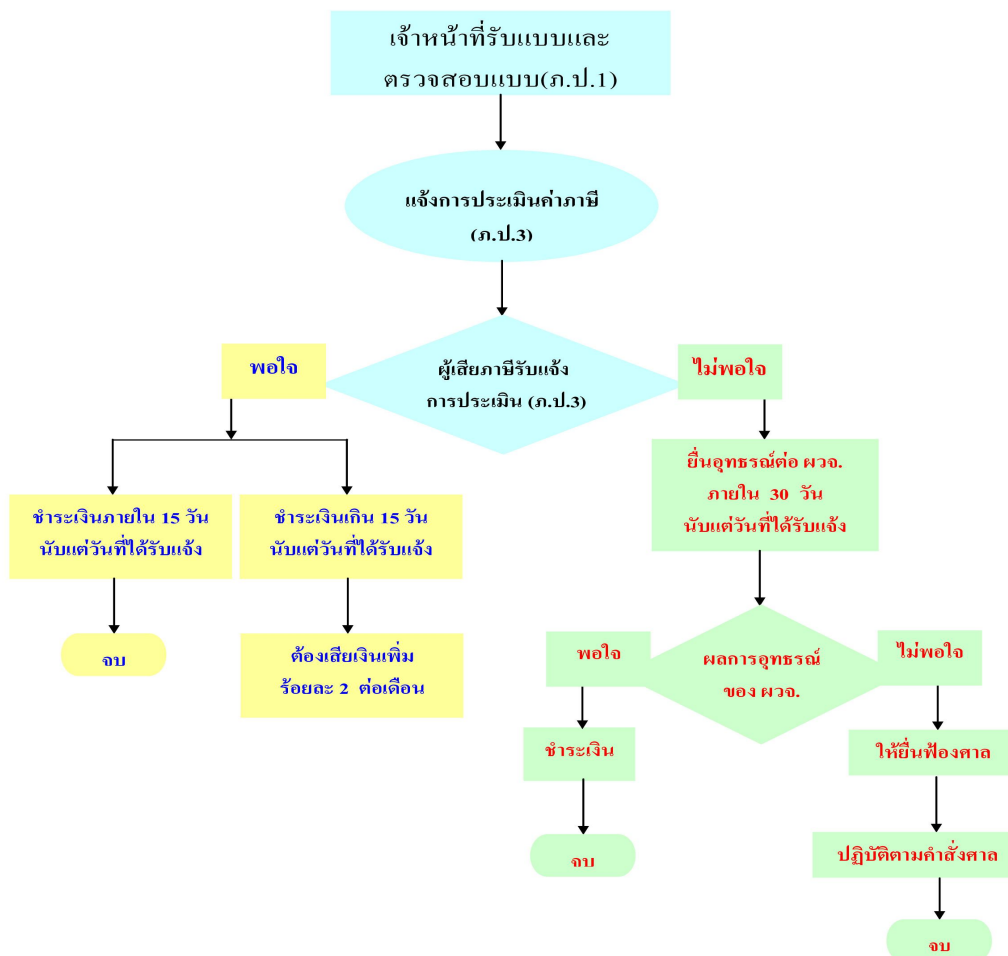 เจ้าหน้าที่รับแบบและ
ตรวจสอบแบบ(ภ.ป.1)
แจ้งการประเมินค่าภาษี
(ภ.ป.3)
ผู้เสียภาษีรับแจ้ง
การประเมิน (ภ.ป.3)
พอใจ
ไม่พอใจ
ชำระเงินภายใน 15 วัน
นับแต่วันที่ได้รับแจ้ง
จบ
ชำระเงินเกิน 15 วัน
นับแต่วันที่ได้รับแจ้ง
ต้องเสียเงินเพิ่ม
ร้อยละ 2 ต่อเดือน
ยื่นอุทธรณ์ต่อ ผวจ.
ภายใน 30 วัน
นับแต่วันที่ได้รับแจ้ง
ผลการอุทธรณ์
ของ ผวจ.
พอใจ
ชำระเงิน
จบ
ไม่พอใจ
ให้ยื่นฟ้องศาล
ปฏิบัติตามคำสั่งศาล
จบ